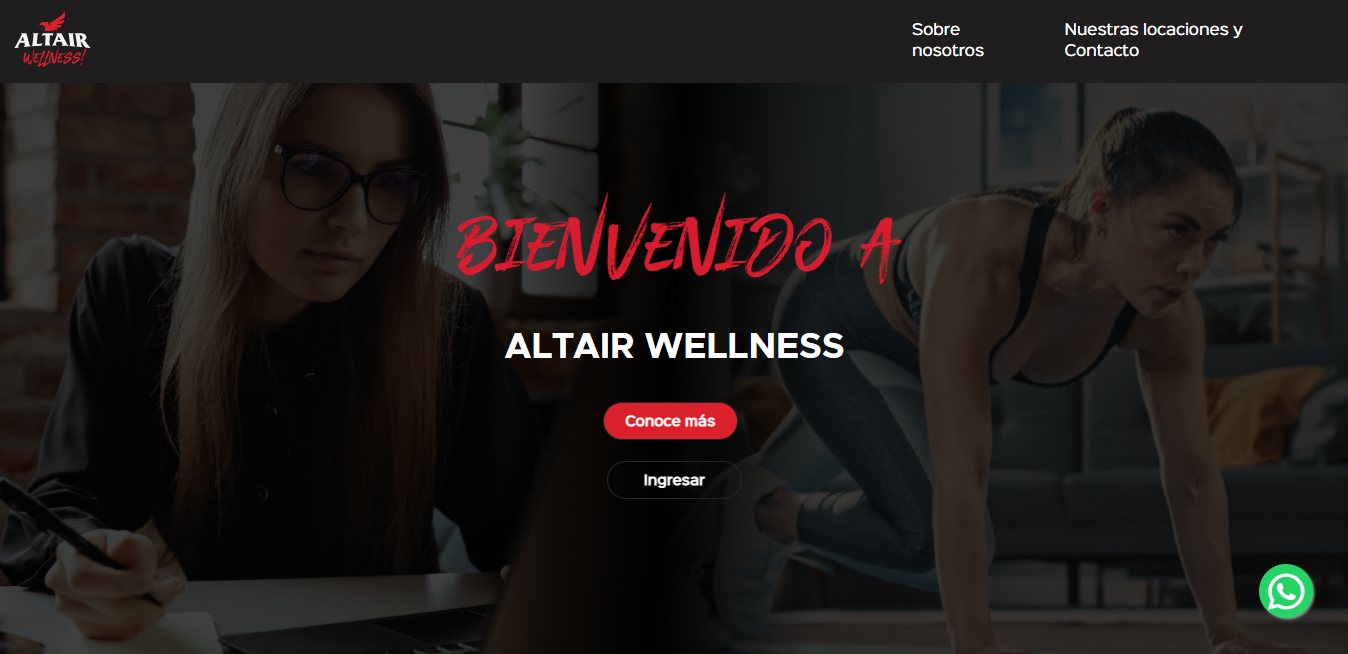 ALTAIR
WELLNESS!
Sobre
nosotros
Nuestras locaciones y
Contacto
BIENVENIDO A
ALTAIR WELLNESS
Conoce más
Ingresar